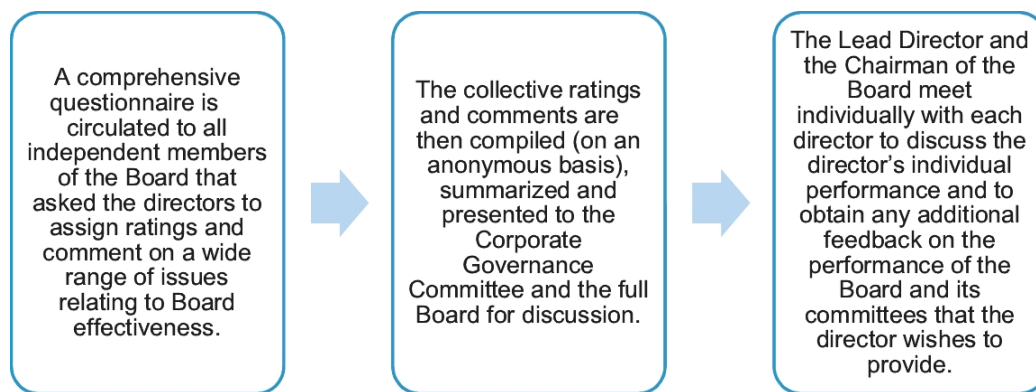 A comprehensive
questionnaire is
circulated to all
independent members
of the Board that
asked the directors to
assign ratings and
comment on a wide
range of issues
relating to Board
effectiveness.
The collective ratings
and comments are
then compiled (on an
anonymous basis),
summarized and
presented to the
Corporate
Governance
Committee and the full
Board for discussion.
The Lead Director and
the Chairman of the
Board meet
individually with each
director to discuss the
director’s individual
performance and to
obtain any additional
feedback on the
performance of the
Board and its
committees that the
director wishes to
provide.